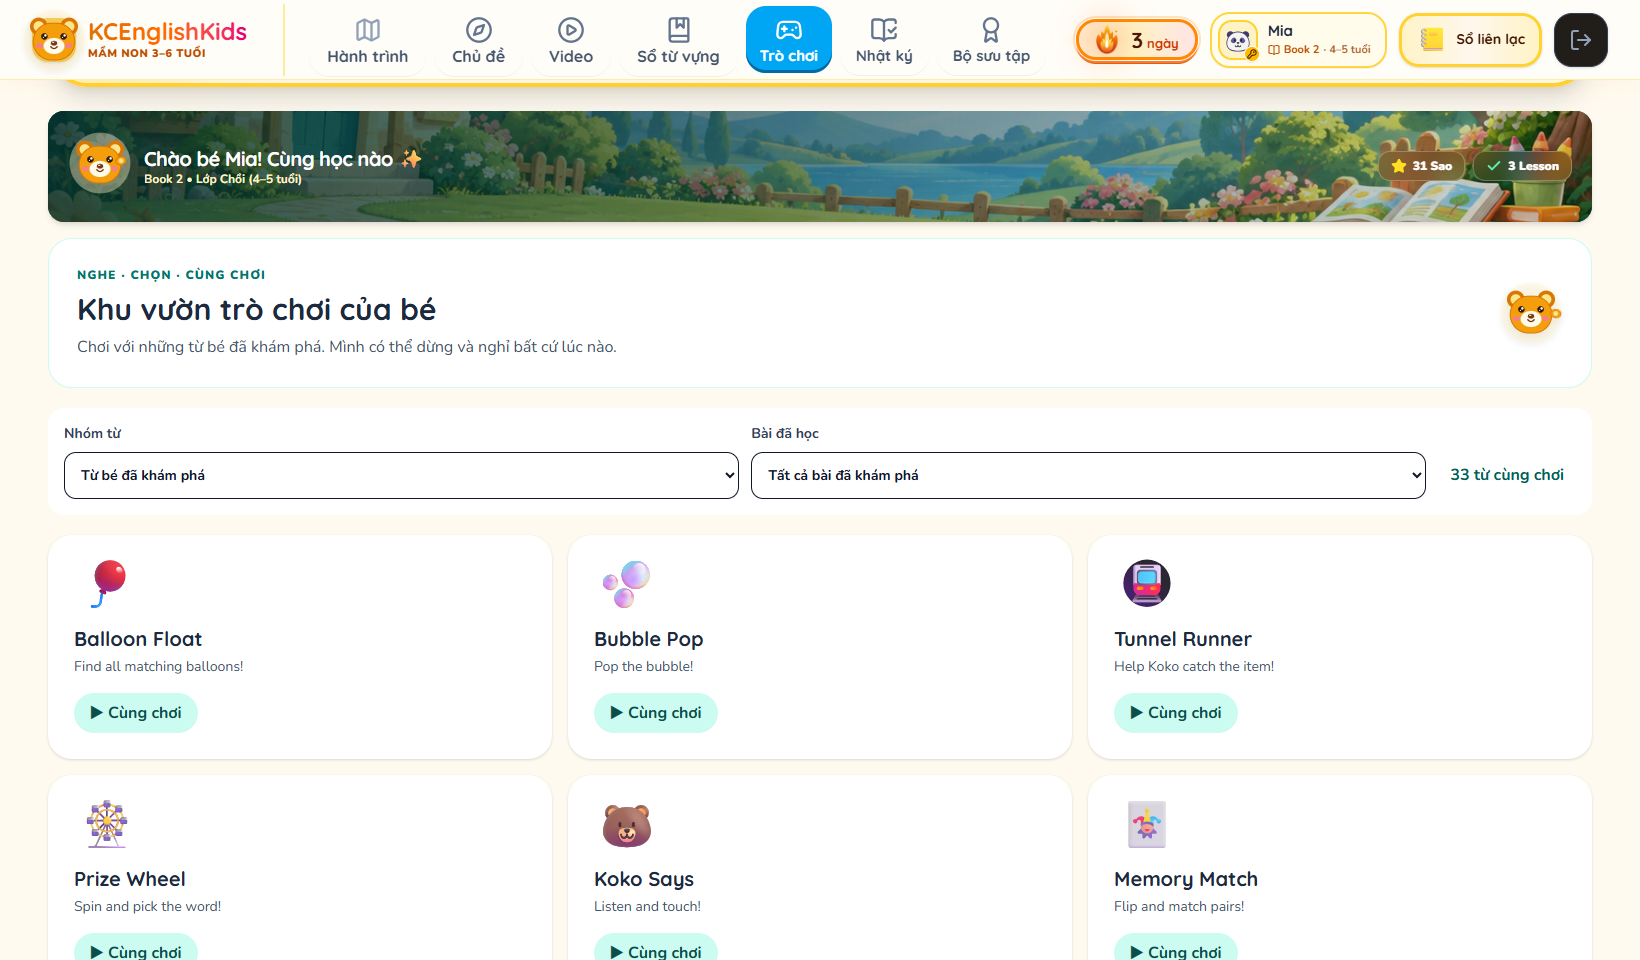 KCEnglishKids
MẦM NON 3–6 TUỔI
Hành trình
Chủ đề
Video
Sổ từ vựng
Trò chơi
Nhật ký
Bộ sưu tập
3 ngày
Mia
Book 2 · 4–5 tuổi
Sổ liên lạc
Chào bé Mia! Cùng học nào
Book 2 • Lớp Chồi (4–5 tuổi)
31 Sao
3 Lesson
NGHE · CHỌN · CÙNG CHƠI
Khu vườn trò chơi của bé
Chơi với những từ bé đã khám phá. Mình có thể dừng và nghỉ bất cứ lúc nào.
Nhóm từ
Bài đã học
Từ bé đã khám phá
Tất cả bài đã khám phá
33 từ cùng chơi
Balloon Float
Find all matching balloons!
▶ Cùng chơi
Bubble Pop
Pop the bubble!
▶ Cùng chơi
Tunnel Runner
Help Koko catch the item!
▶ Cùng chơi
Prize Wheel
Spin and pick the word!
▶ Cùng chơi
Koko Says
Listen and touch!
▶ Cùng chơi
Memory Match
Flip and match pairs!
▶ Cùng chơi